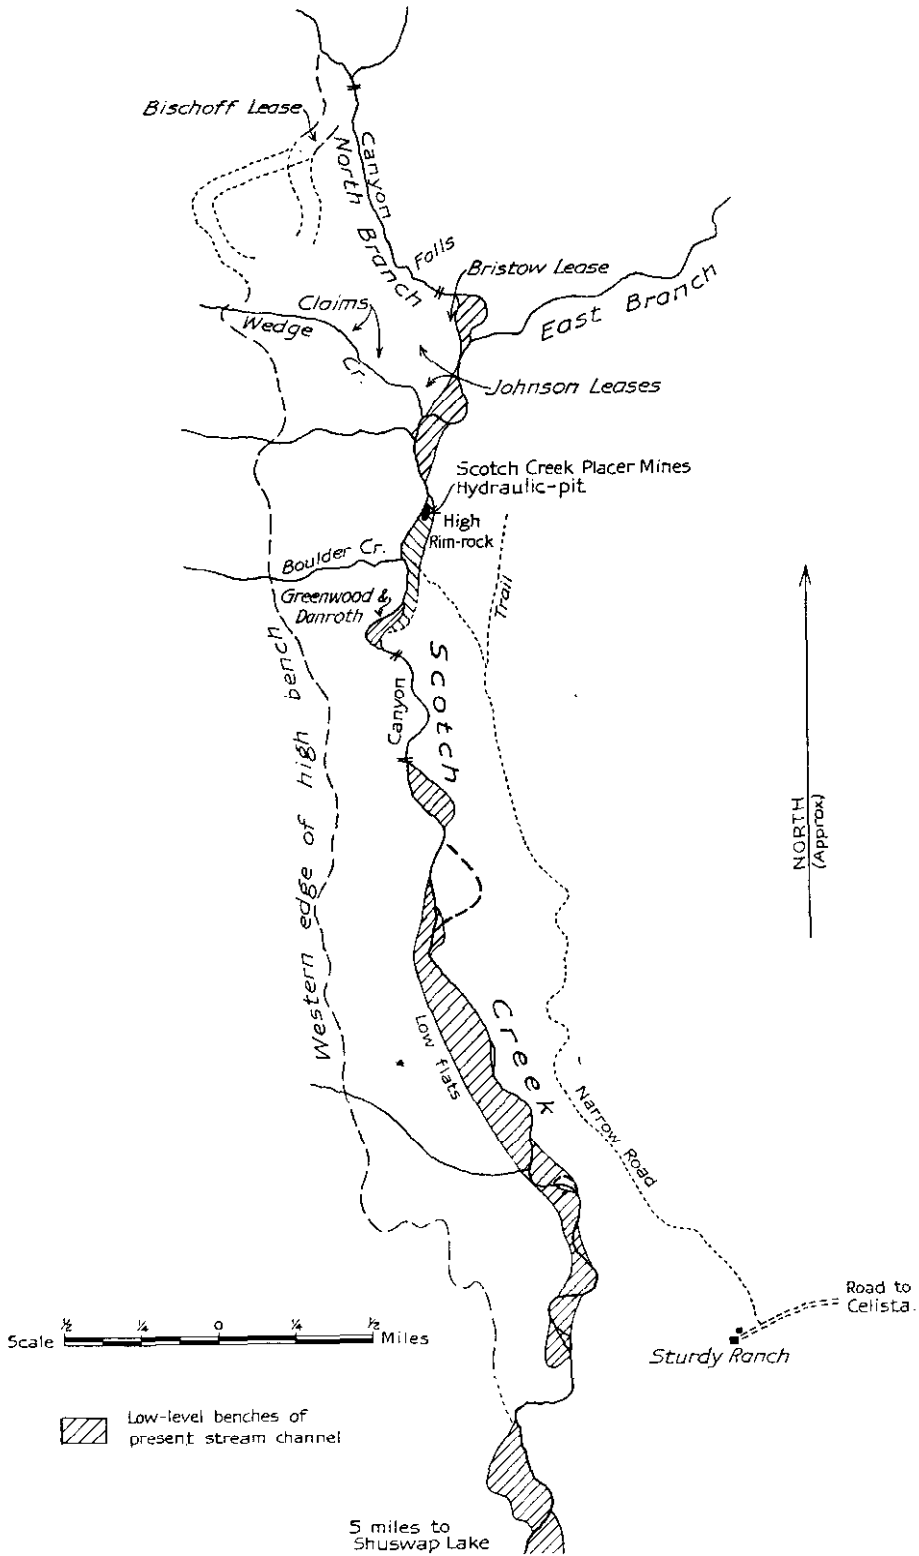 Bischoff Lease
Canyon
North Branch
Falls
Bristow Lease
East Branch
Claims
Wedge
Cr.
Johnson Leases
Scotch Creek Placer Mines
Hydraulic-pit
High
Rim-rock
Boulder Cr.
Greenwood &
Danroth
Trail
Scotch
Canyon
Western edge of high bench
NORTH
(Approx.)
Creek
Low flats
Narrow Road
Road to
Celista.
Sturdy Ranch
Scale ½ ¼ 0 ¼ ½ Miles
Low-level benches of
present stream channel
5 miles to
Shuswap Lake